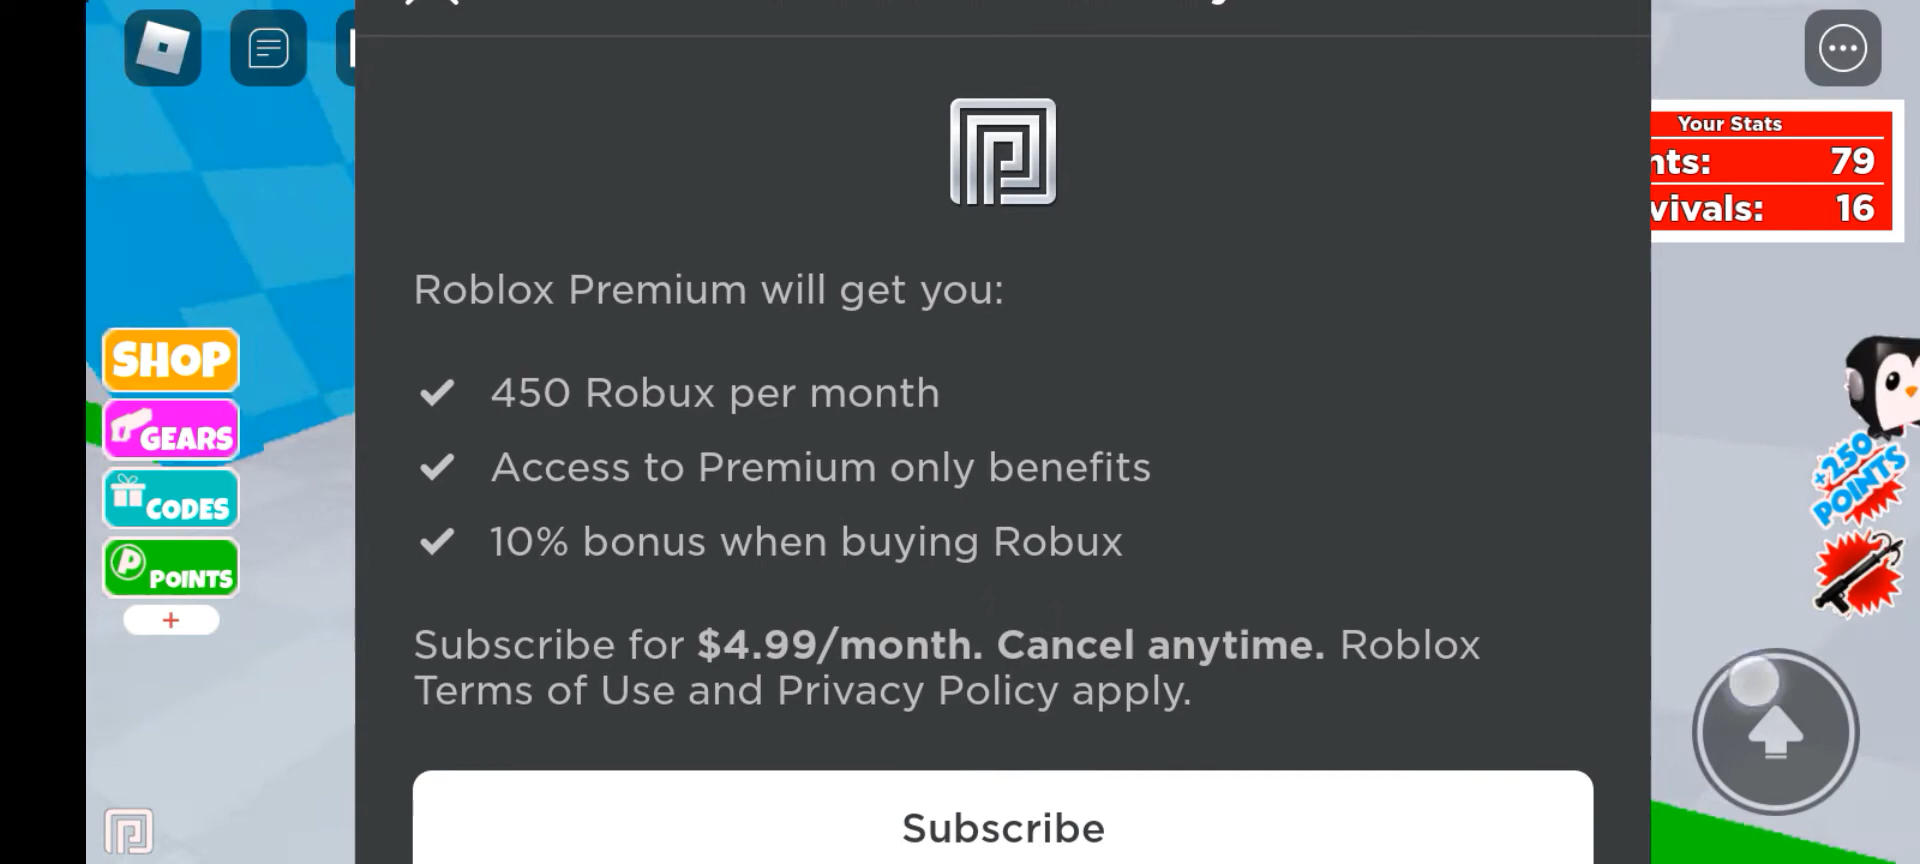 Your Stats
nts: 79
vivals: 16
Roblox Premium will get you:
450 Robux per month
Access to Premium only benefits
10% bonus when buying Robux
Subscribe for $4.99/month. Cancel anytime. Roblox
Terms of Use and Privacy Policy apply.
Subscribe
SHOP
GEARS
CODES
P POINTS
+
+250
POINTS